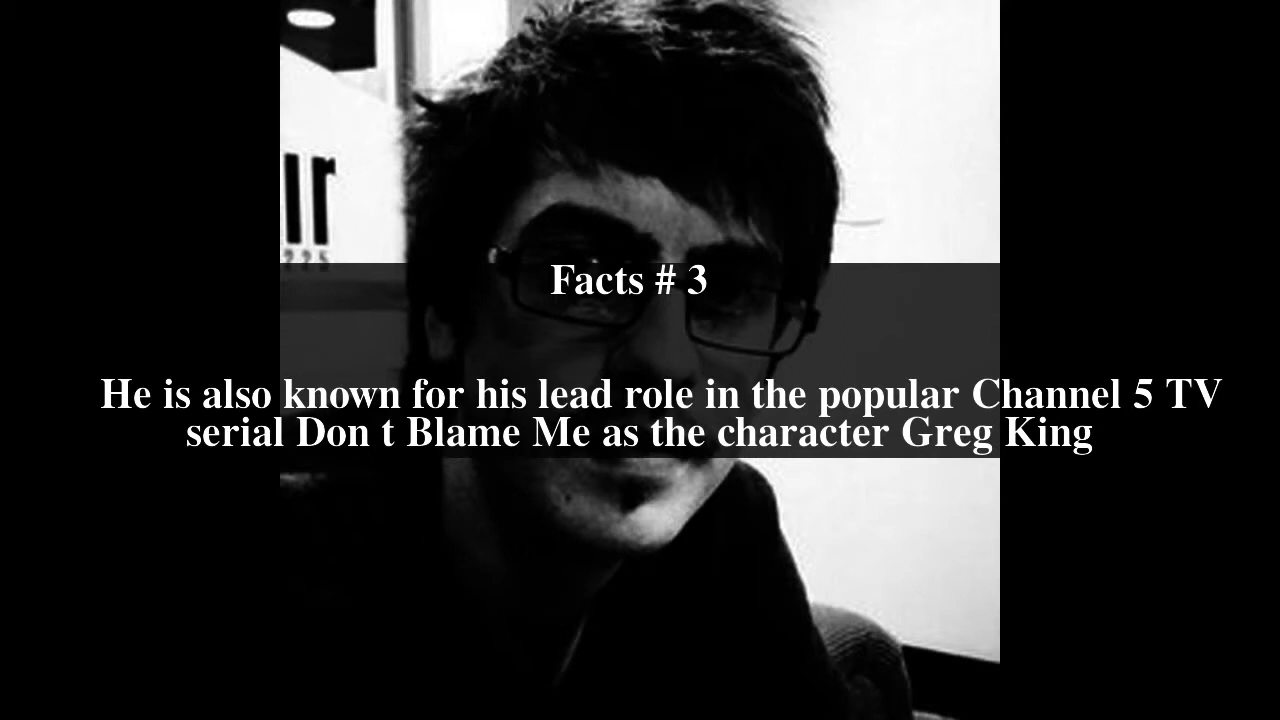 Facts # 3
He is also known for his lead role in the popular Channel 5 TV
serial Don t Blame Me as the character Greg King